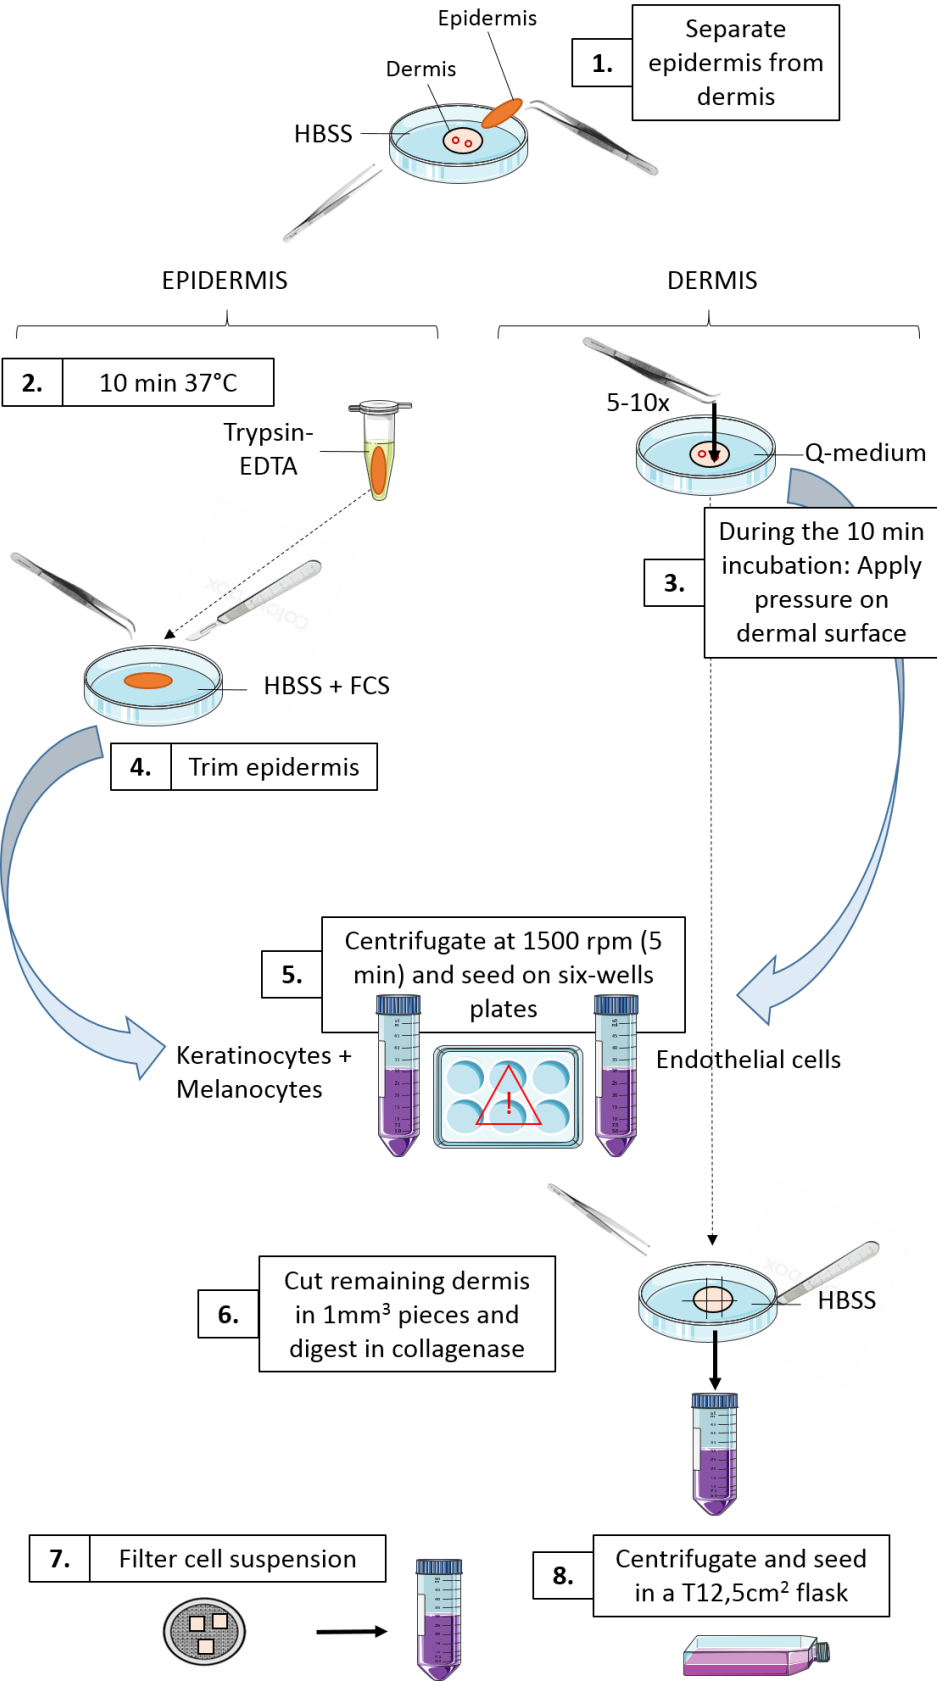 Epidermis
Dermis
HBSS
1.
Separate
epidermis from
dermis
EPIDERMIS
DERMIS
2.
10 min 37°C
Trypsin-
EDTA
5-10x
Q-medium
3.
During the 10 min
incubation: Apply
pressure on
dermal surface
HBSS + FCS
4.
Trim epidermis
5.
Centrifugate at 1500 rpm (5
min) and seed on six-wells
plates
Keratinocytes +
Melanocytes
!
Endothelial cells
6.
Cut remaining dermis
in 1mm³ pieces and
digest in collagenase
HBSS
7.
Filter cell suspension
8.
Centrifugate and seed
in a T12,5cm² flask